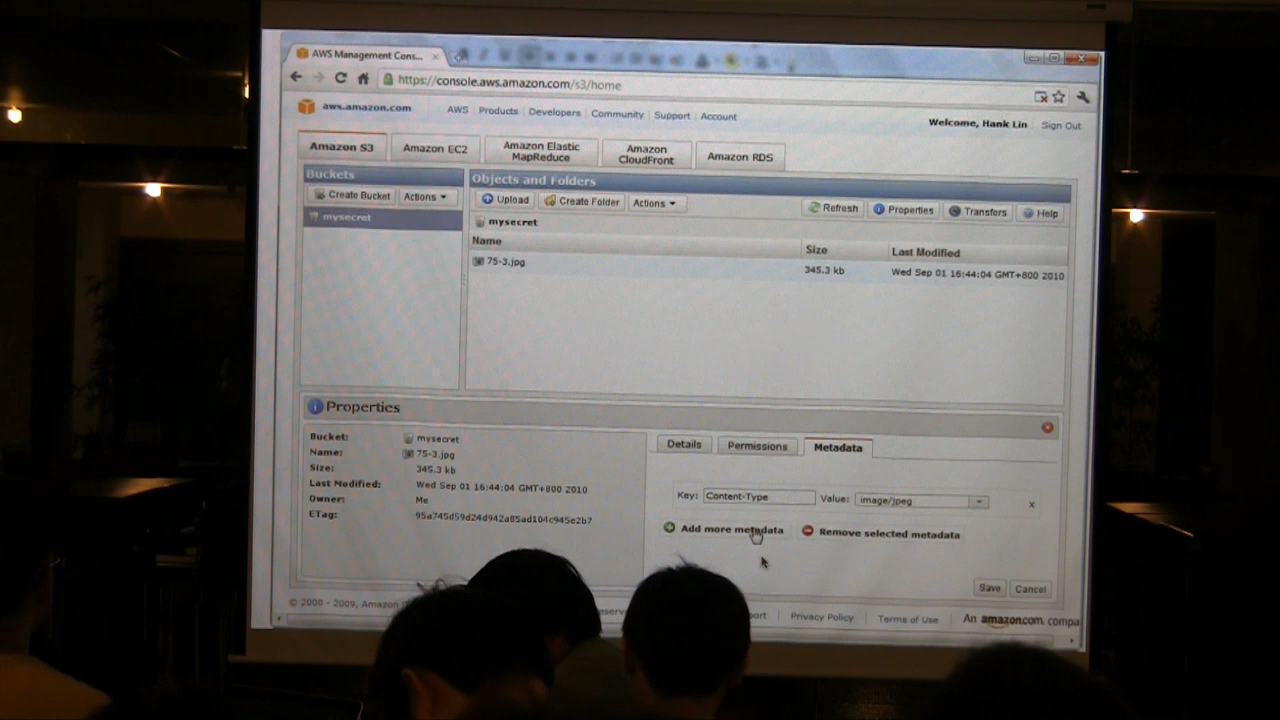 AWS Management Cons...
https://console.aws.amazon.com/s3/home
aws.amazon.com AWS Products Developers Community Support Account
Welcome, Hank Lin Sign Out
Amazon S3 Amazon EC2 Amazon Elastic MapReduce Amazon CloudFront Amazon RDS
Buckets Objects and Folders
Create Bucket Actions Upload Create Folder Actions Refresh Properties Transfers Help
mysecret mysecret
Name Size Last Modified
75-3.jpg 345.3 kb Wed Sep 01 16:44:04 GMT+800 2010
Properties
Bucket: mysecret
Name: 75-3.jpg
Size: 345.3 kb
Last Modified: Wed Sep 01 16:44:04 GMT+800 2010
Owner: Me
ETag: 95a745d59d24d942a85ad104c945e2b7
Details Permissions Metadata
Key: Content-Type Value: image/jpeg x
Add more metadata Remove selected metadata
Save Cancel
© 2008 - 2009, Amazon Privacy Policy Terms of Use An amazon.com compa